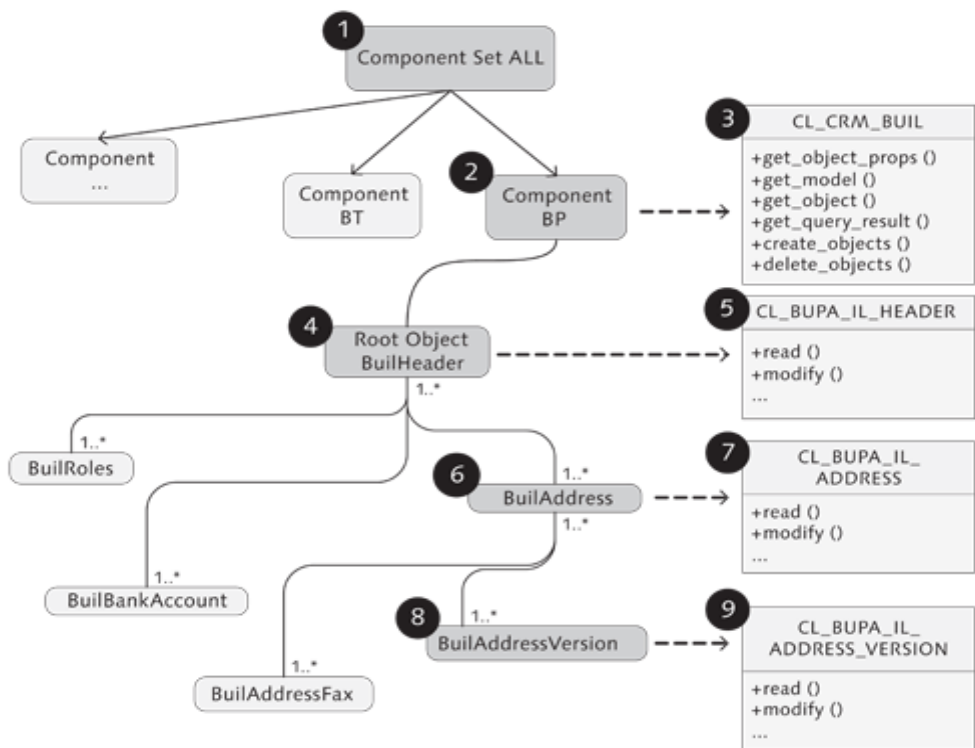 1
Component Set ALL
Component
...
Component
BT
2
Component
BP
3
CL_CRM_BUIL
+get_object_props ()
+get_model ()
+get_object ()
+get_query_result ()
+create_objects ()
+delete_objects ()
4
Root Object
BuilHeader
1..*
5
CL_BUPA_IL_HEADER
+read ()
+modify ()
...
1..*
BuilRoles
6
1..*
BuilAddress
1..*
7
CL_BUPA_IL_
ADDRESS
+read ()
+modify ()
...
1..*
BuilBankAccount
8
1..*
BuilAddressVersion
9
CL_BUPA_IL_
ADDRESS_VERSION
+read ()
+modify ()
...
1..*
BuilAddressFax